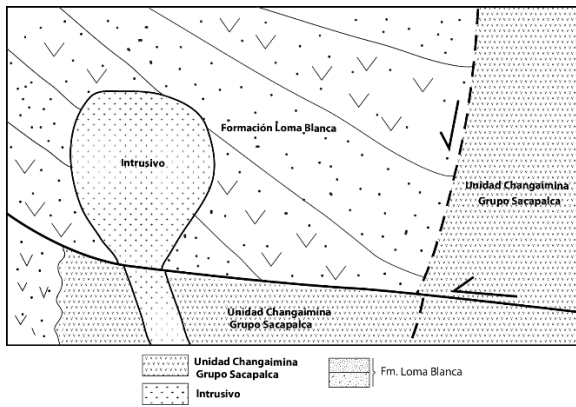 Formación Loma Blanca
Intrusivo
Unidad Changaimina
Grupo Sacapalca
Unidad Changaimina
Grupo Sacapalca
Unidad Changaimina
Grupo Sacapalca
Intrusivo
Fm. Loma Blanca